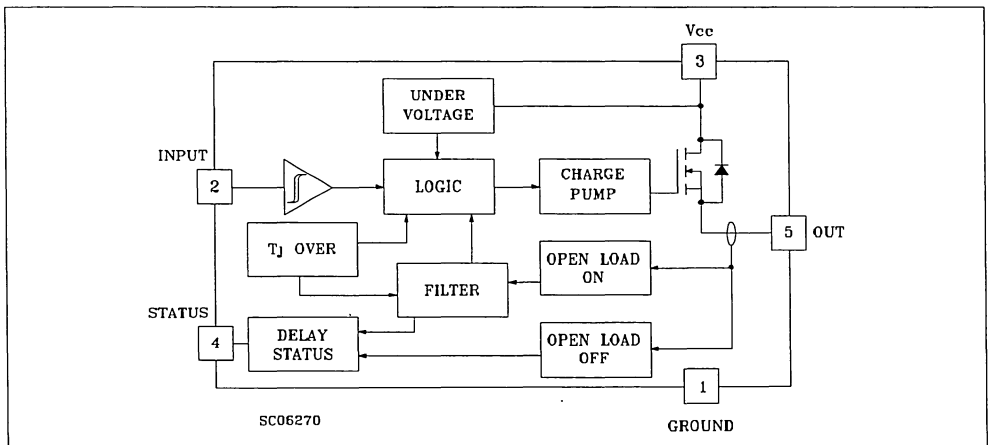 Vcc
3
UNDER
VOLTAGE
INPUT
2
LOGIC
CHARGE
PUMP
5
OUT
Tj OVER
FILTER
OPEN LOAD
ON
STATUS
4
DELAY
STATUS
OPEN LOAD
OFF
1
SC06270
GROUND